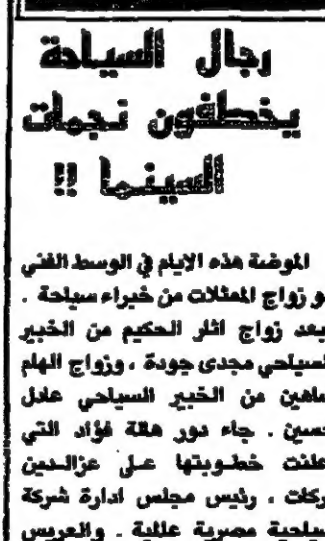 رجال السياحة
يخطفون نجمات
السينما !!
الموضة هذه الايام في الوسط الفني
هو زواج الممثلات من خبراء سياحة .
فبعد زواج اثار الحكيم من الخبير
السياحي مجدى جودة ، وزواج الهام
شاهين من الخبير السياحي عادل
حسين . جاء دور هالة فؤاد التي
اعلنت خطوبتها على عزالدين
بركات ، رئيس مجلس ادارة شركة
سياحية مصرية عالمية . والعريس